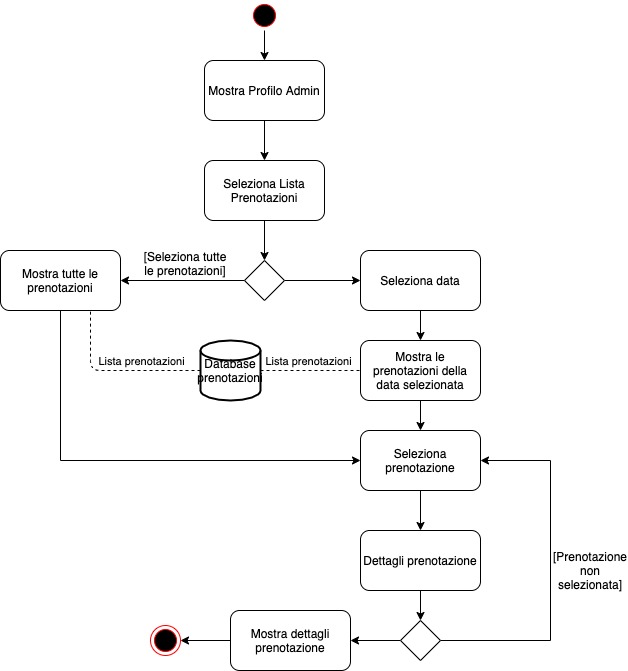 Mostra Profilo Admin
Seleziona Lista
Prenotazioni
[Seleziona tutte
le prenotazioni]
Mostra tutte le
prenotazioni
Seleziona data
Lista prenotazioni
Database
prenotazioni
Lista prenotazioni
Mostra le
prenotazioni della
data selezionata
Seleziona
prenotazione
Dettagli prenotazione
[Prenotazione
non
selezionata]
Mostra dettagli
prenotazione